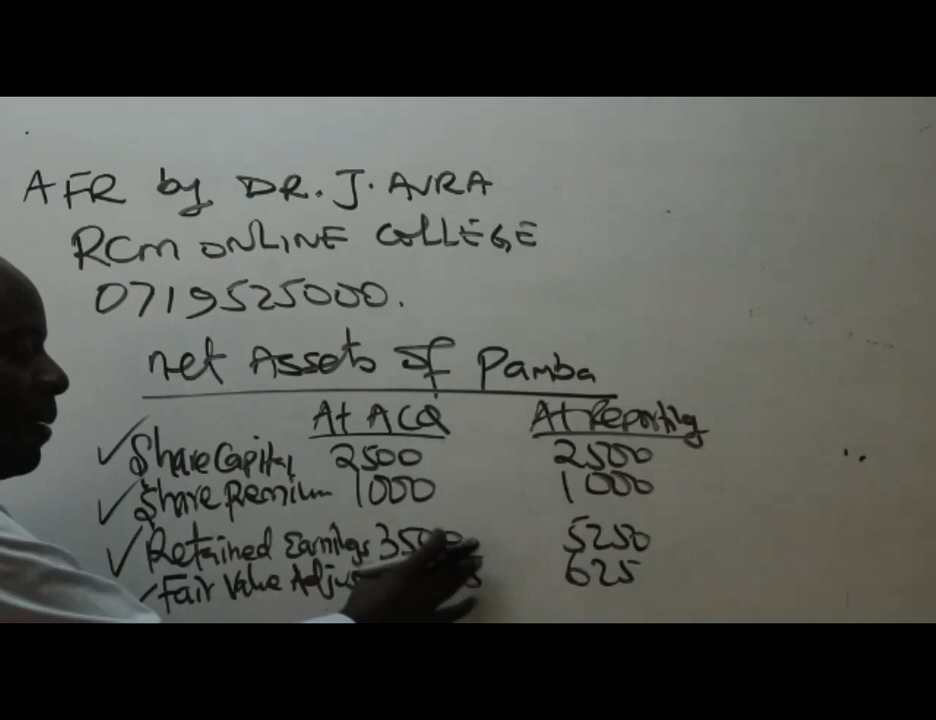 AFR by DR. J. AVRA
RCM ONLINE COLLEGE
0719525000.
net Assets of Pamba
At ACQ At Reporting
Share Capital 2500 2500
Share Premium 1000 1000
Retained Earnings 3500 5250
Fair Value 625